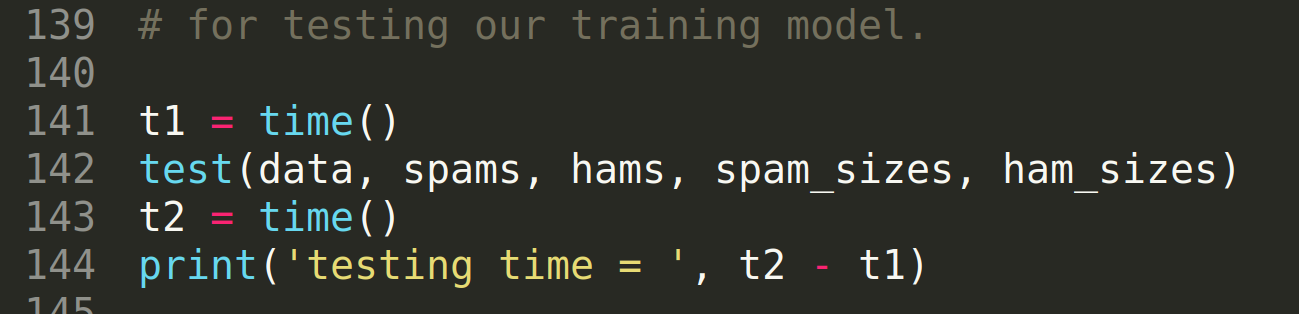 139 # for testing our training model.
140
141 t1 = time()
142 test(data, spams, hams, spam_sizes, ham_sizes)
143 t2 = time()
144 print('testing time = ', t2 - t1)
145